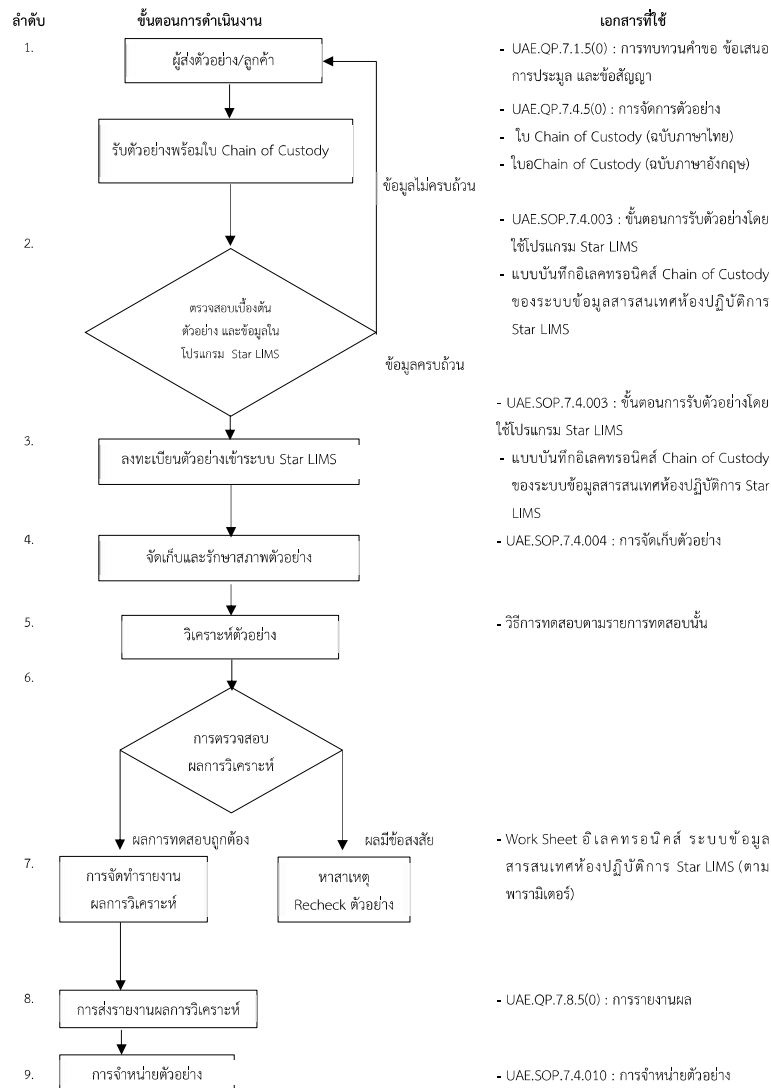 ลำดับ ขั้นตอนการดำเนินงาน เอกสารที่ใช้
1.
ผู้ส่งตัวอย่าง/ลูกค้า
- UAE.QP.7.1.5(0) : การทบทวนคำขอ ข้อเสนอ
การประมูล และข้อสัญญา
- UAE.QP.7.4.5(0) : การจัดการตัวอย่าง
- ใบ Chain of Custody (ฉบับภาษาไทย)
- ใบอChain of Custody (ฉบับภาษาอังกฤษ)
รับตัวอย่างพร้อมใบ Chain of Custody
ข้อมูลไม่ครบถ้วน
2.
- UAE.SOP.7.4.003 : ขั้นตอนการรับตัวอย่างโดย
ใช้โปรแกรม Star LIMS
- แบบบันทึกอิเลคทรอนิคส์ Chain of Custody
ของระบบข้อมูลสารสนเทศห้องปฏิบัติการ
Star LIMS
ตรวจสอบเบื้องต้น
ตัวอย่าง และข้อมูลใน
โปรแกรม Star LIMS
ข้อมูลครบถ้วน
3.
ลงทะเบียนตัวอย่างเข้าระบบ Star LIMS
- UAE.SOP.7.4.003 : ขั้นตอนการรับตัวอย่างโดย
ใช้โปรแกรม Star LIMS
- แบบบันทึกอิเลคทรอนิคส์ Chain of Custody
ของระบบข้อมูลสารสนเทศห้องปฏิบัติการ Star
LIMS
4.
จัดเก็บและรักษาสภาพตัวอย่าง
- UAE.SOP.7.4.004 : การจัดเก็บตัวอย่าง
5.
วิเคราะห์ตัวอย่าง
- วิธีการทดสอบตามรายการทดสอบนั้น
6.
การตรวจสอบ
ผลการวิเคราะห์
ผลการทดสอบถูกต้อง
ผลมีข้อสงสัย
7.
การจัดทำรายงาน
ผลการวิเคราะห์
หาสาเหตุ
Recheck ตัวอย่าง
- Work Sheet อิเลคทรอนิคส์ ระบบข้อมูล
สารสนเทศห้องปฏิบัติการ Star LIMS (ตาม
พารามิเตอร์)
8.
การส่งรายงานผลการวิเคราะห์
- UAE.QP.7.8.5(0) : การรายงานผล
9.
การจำหน่ายตัวอย่าง
- UAE.SOP.7.4.010 : การจำหน่ายตัวอย่าง